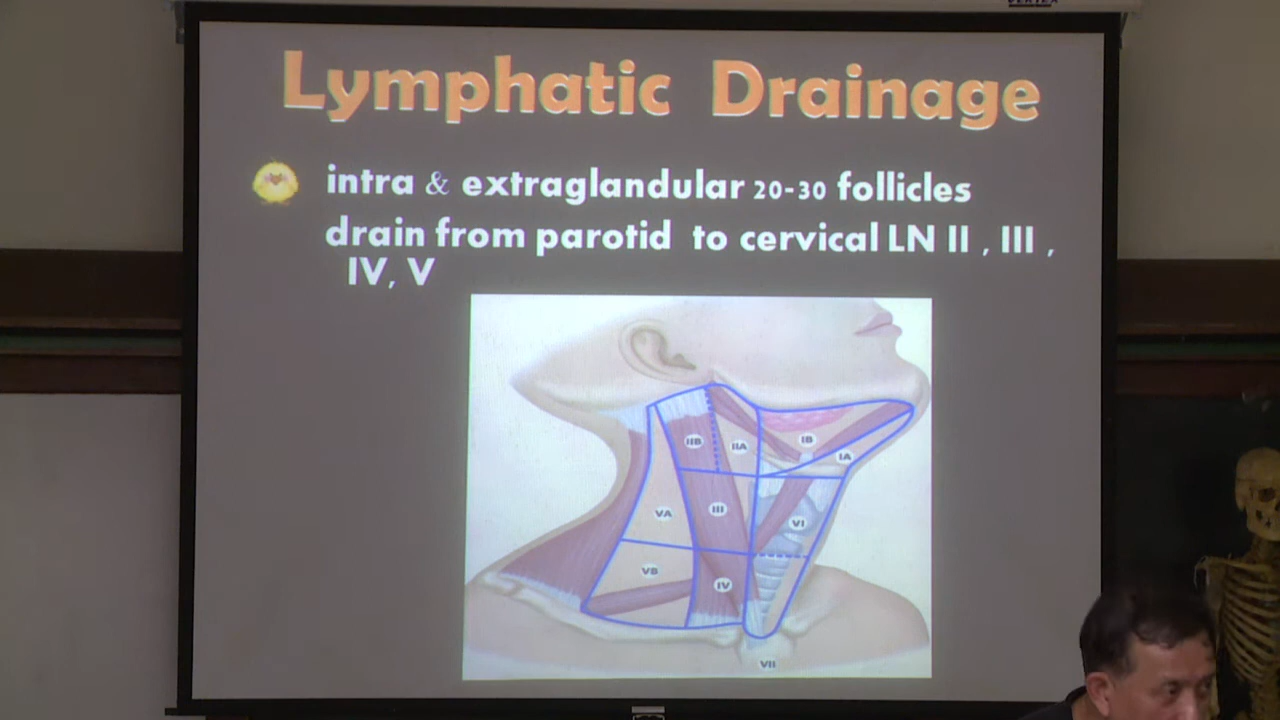 VERTEX
Lymphatic Drainage
intra & extraglandular 20-30 follicles
drain from parotid to cervical LN II , III ,
IV, V
IIB
IIA
IB
IA
VA
III
VI
VB
IV
VII